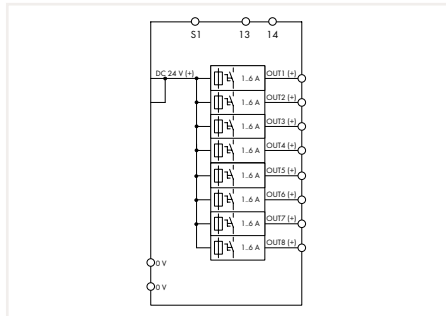 S1 13 14
DC 24 V (+) 1..6 A OUT1 (+)
1..6 A OUT2 (+)
1..6 A OUT3 (+)
1..6 A OUT4 (+)
1..6 A OUT5 (+)
1..6 A OUT6 (+)
1..6 A OUT7 (+)
1..6 A OUT8 (+)
0 V
0 V